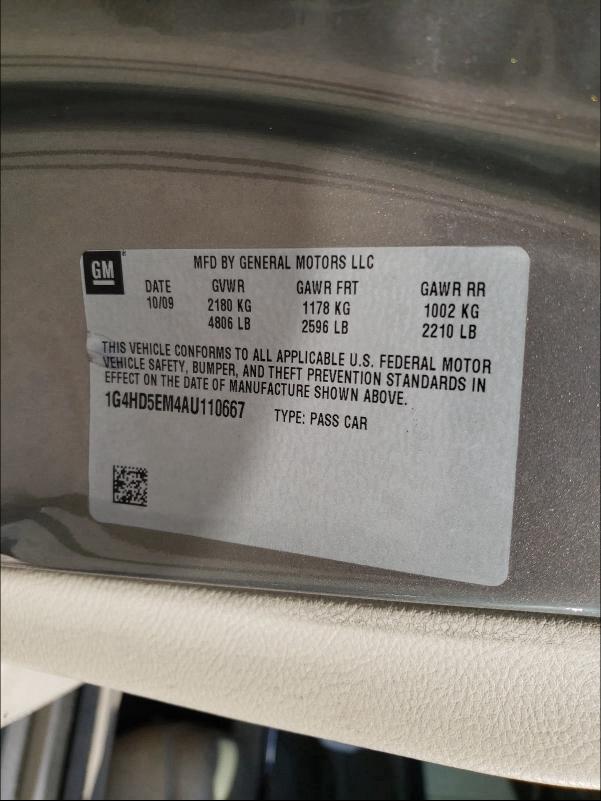 GM
MFD BY GENERAL MOTORS LLC
DATE GVWR GAWR FRT GAWR RR
10/09 2180 KG 1178 KG 1002 KG
4806 LB 2596 LB 2210 LB
THIS VEHICLE CONFORMS TO ALL APPLICABLE U.S. FEDERAL MOTOR
VEHICLE SAFETY, BUMPER, AND THEFT PREVENTION STANDARDS IN
EFFECT ON THE DATE OF MANUFACTURE SHOWN ABOVE.
1G4HD5EM4AU110667 TYPE: PASS CAR